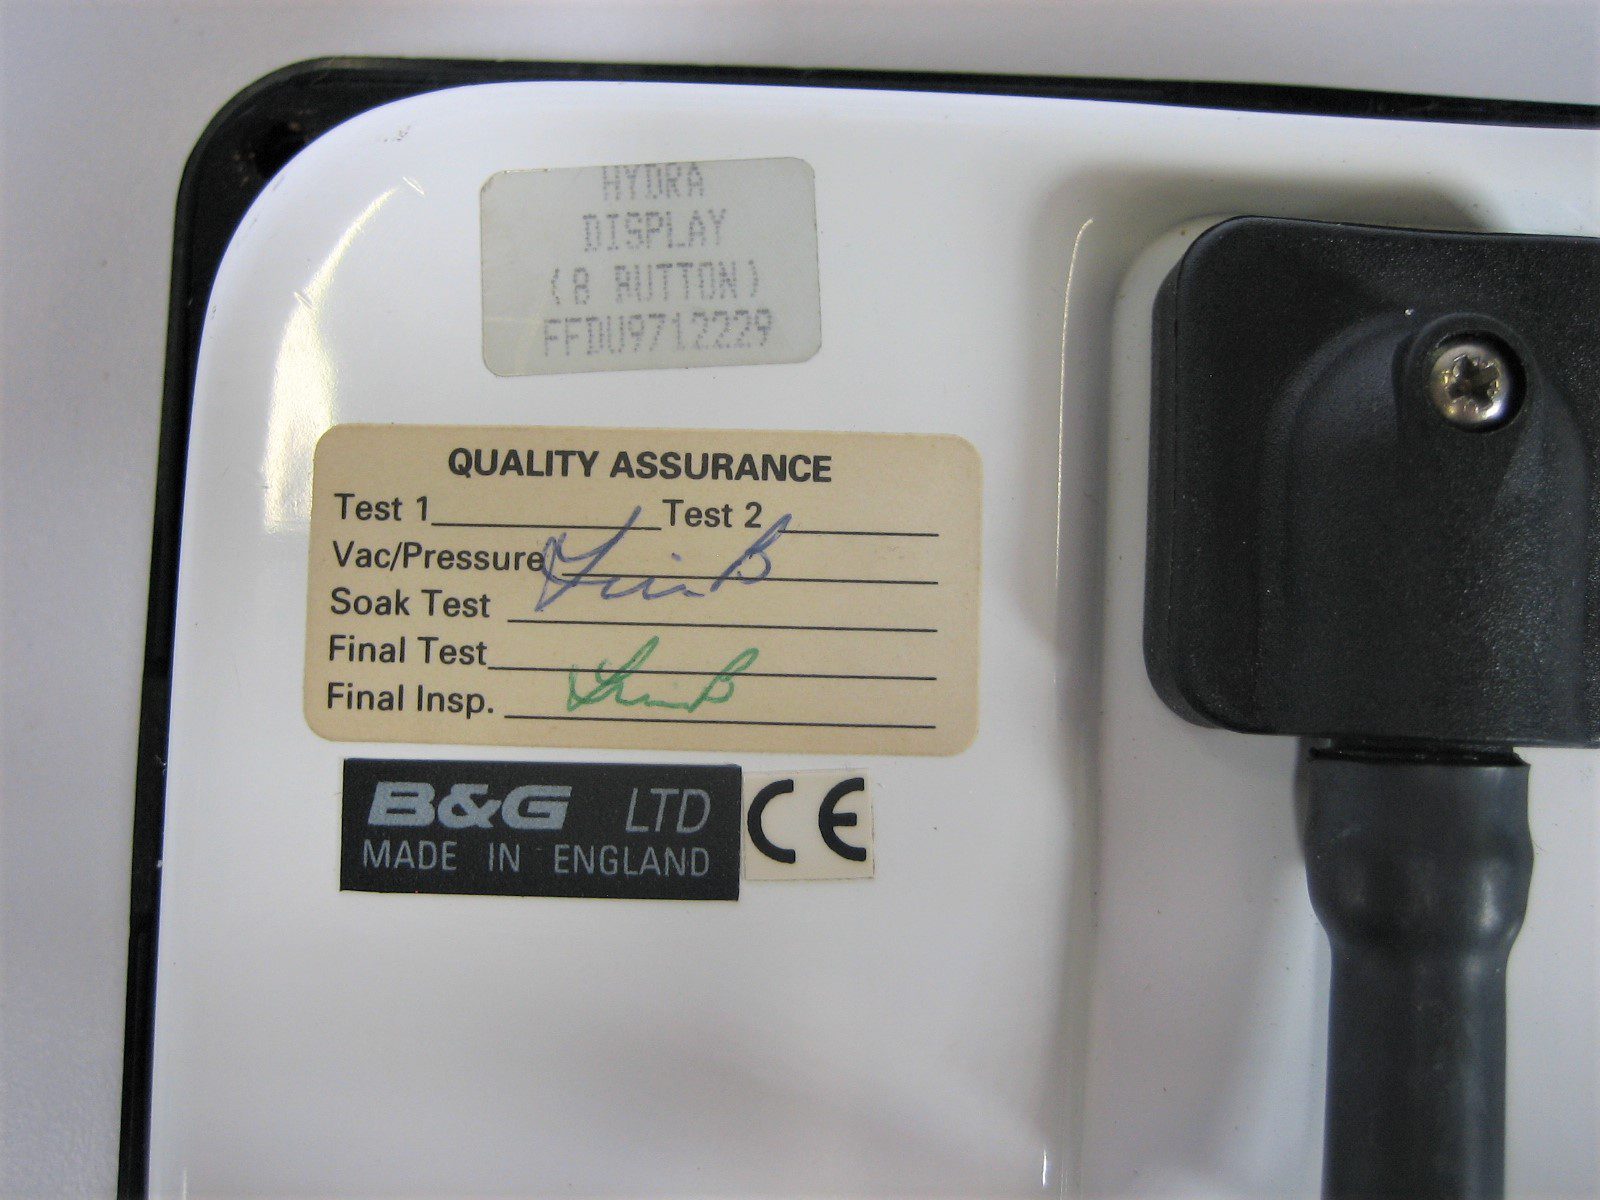 HYDRA
DISPLAY
(8 BUTTON)
FFDU9712229
QUALITY ASSURANCE
Test 1 Test 2
Vac/Pressure
Soak Test
Final Test
Final Insp.
B&G LTD CE
MADE IN ENGLAND